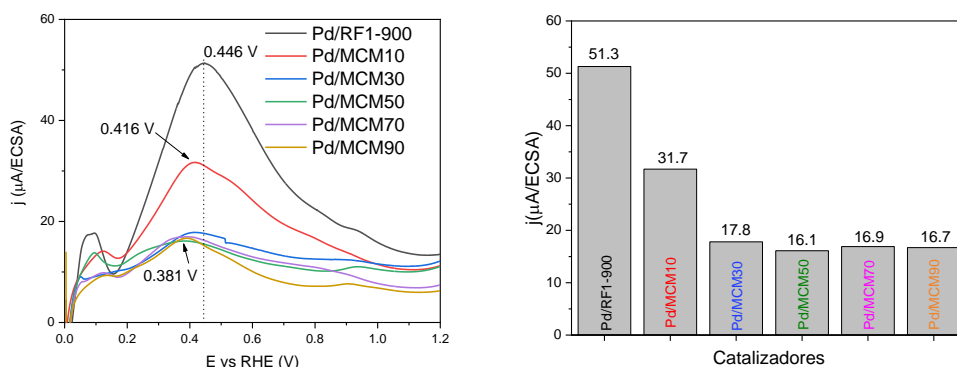 60
40
20
0
j (μA/ECSA)
0.0
0.2
0.4
0.6
0.8
1.0
1.2
E vs RHE (V)
0.446 V
0.416 V
0.381 V
Pd/RF1-900
Pd/MCM10
Pd/MCM30
Pd/MCM50
Pd/MCM70
Pd/MCM90
60
50
40
30
20
10
0
j(μA/ECSA)
51.3
31.7
17.8
16.1
16.9
16.7
Pd/RF1-900
Pd/MCM10
Pd/MCM30
Pd/MCM50
Pd/MCM70
Pd/MCM90
Catalizadores